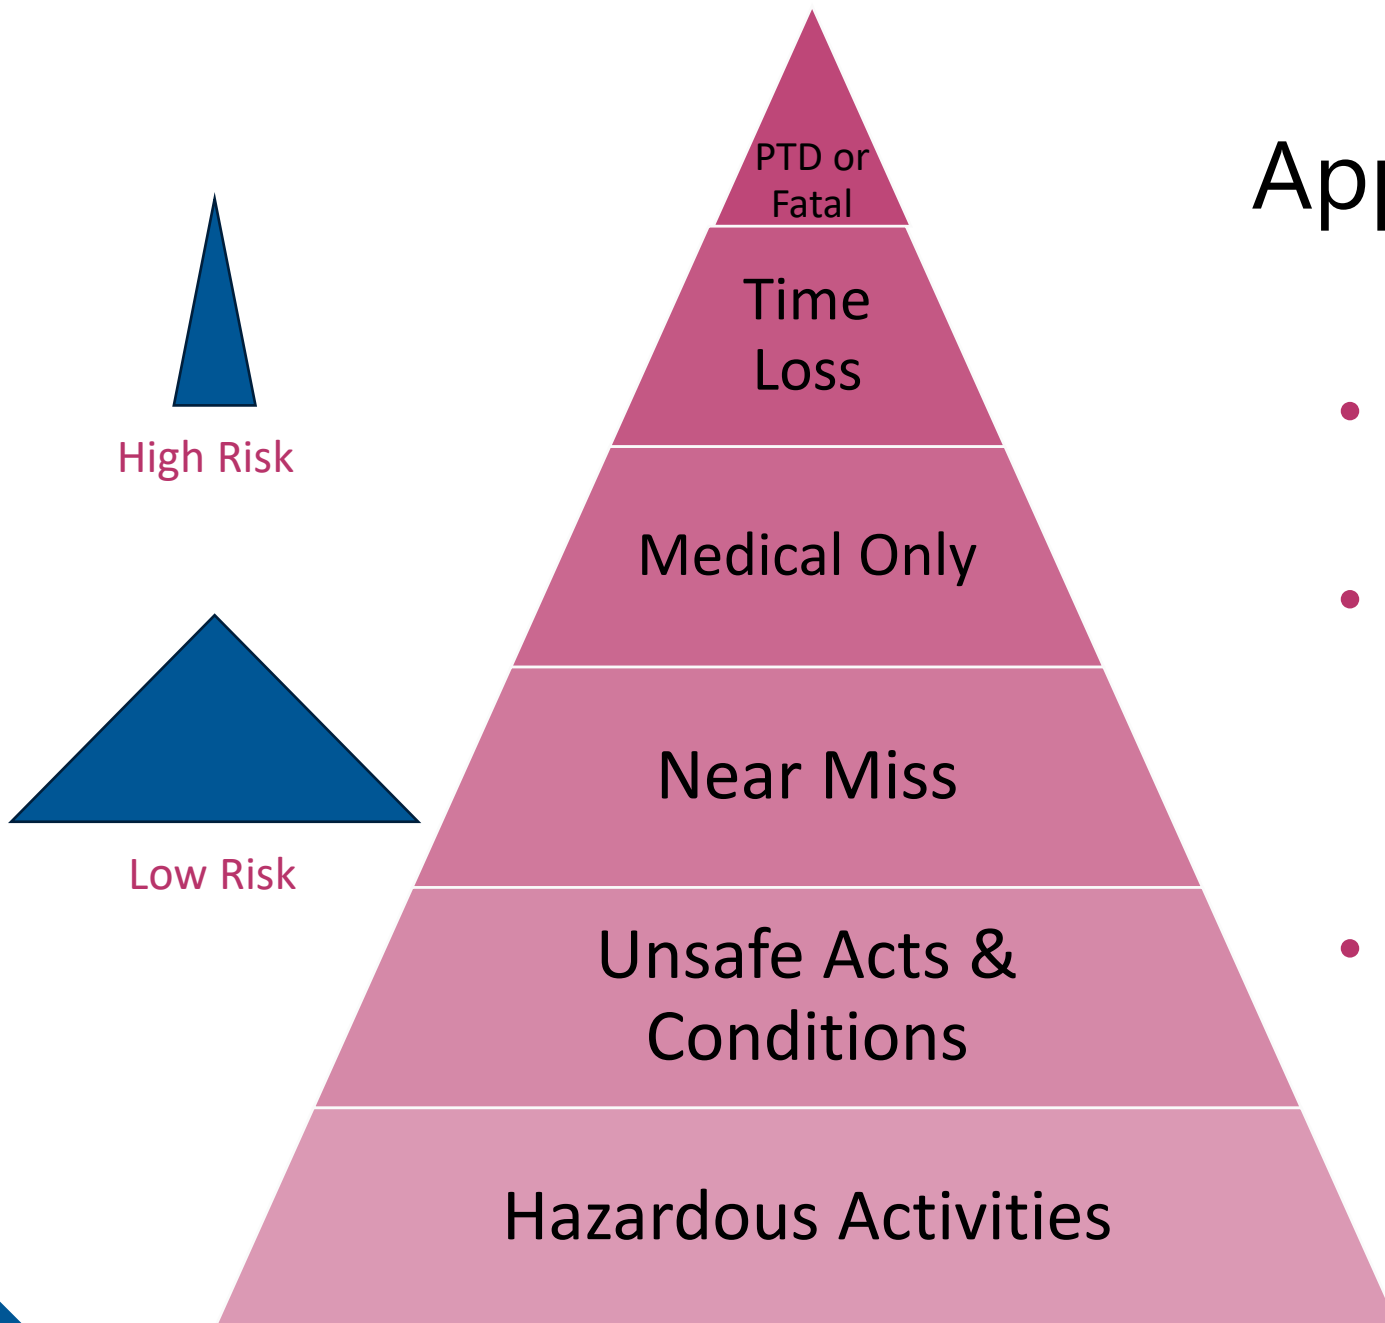 PTD or
Fatal
Time
Loss
Medical Only
Near Miss
Unsafe Acts &
Conditions
Hazardous Activities
High Risk
Low Risk